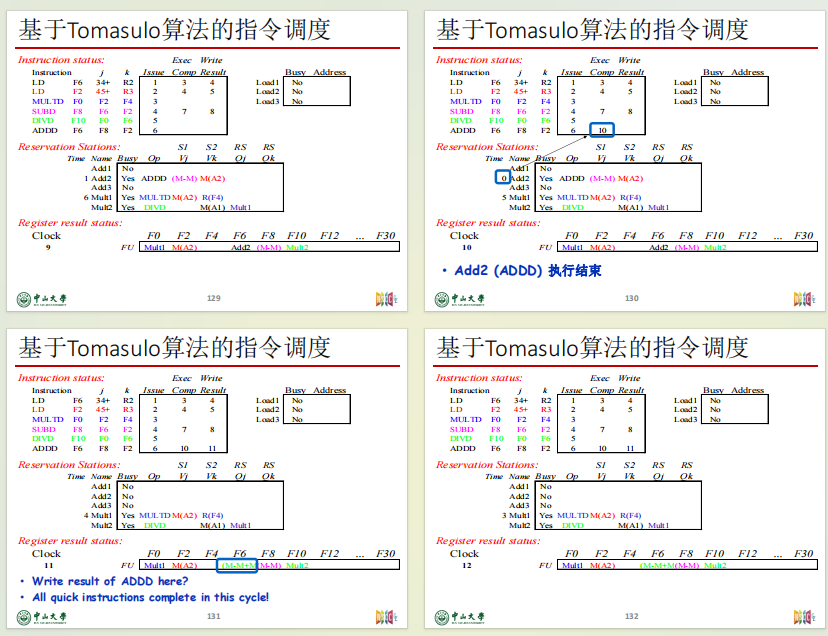 基于Tomasulo算法的指令调度
Instruction status: Exec Write
Instruction j k Issue Comp Result Busy Address
LD F6 34+ R2 1 3 4 Load1 No
LD F2 45+ R3 2 4 5 Load2 No
MULTD F0 F2 F4 3 Load3 No
SUBD F8 F6 F2 4 7 8
DIVD F10 F0 F6 5
ADDD F6 F8 F2 6
Reservation Stations: S1 S2 RS RS
Time Name Busy Op Vj Vk Qj Qk
Add1 No
1 Add2 Yes ADDD (M-M) M(A2)
Add3 No
6 Mult1 Yes MULTD M(A2) R(F4)
Mult2 Yes DIVD M(A1) Mult1
Register result status:
Clock F0 F2 F4 F6 F8 F10 F12 ... F30
9 FU Mult1 M(A2) Add2 (M-M) Mult2
中山大学
129
基于Tomasulo算法的指令调度
Instruction status: Exec Write
Instruction j k Issue Comp Result Busy Address
LD F6 34+ R2 1 3 4 Load1 No
LD F2 45+ R3 2 4 5 Load2 No
MULTD F0 F2 F4 3 Load3 No
SUBD F8 F6 F2 4 7 8
DIVD F10 F0 F6 5
ADDD F6 F8 F2 6 10
Reservation Stations: S1 S2 RS RS
Time Name Busy Op Vj Vk Qj Qk
Add1 No
0 Add2 Yes ADDD (M-M) M(A2)
Add3 No
5 Mult1 Yes MULTD M(A2) R(F4)
Mult2 Yes DIVD M(A1) Mult1
Register result status:
Clock F0 F2 F4 F6 F8 F10 F12 ... F30
10 FU Mult1 M(A2) Add2 (M-M) Mult2
• Add2 (ADDD) 执行结束
中山大学
130
基于Tomasulo算法的指令调度
Instruction status: Exec Write
Instruction j k Issue Comp Result Busy Address
LD F6 34+ R2 1 3 4 Load1 No
LD F2 45+ R3 2 4 5 Load2 No
MULTD F0 F2 F4 3 Load3 No
SUBD F8 F6 F2 4 7 8
DIVD F10 F0 F6 5
ADDD F6 F8 F2 6 10 11
Reservation Stations: S1 S2 RS RS
Time Name Busy Op Vj Vk Qj Qk
Add1 No
Add2 No
Add3 No
4 Mult1 Yes MULTD M(A2) R(F4)
Mult2 Yes DIVD M(A1) Mult1
Register result status:
Clock F0 F2 F4 F6 F8 F10 F12 ... F30
11 FU Mult1 M(A2) (M-M+M (M-M) Mult2
• Write result of ADDD here?
• All quick instructions complete in this cycle!
中山大学
131
基于Tomasulo算法的指令调度
Instruction status: Exec Write
Instruction j k Issue Comp Result Busy Address
LD F6 34+ R2 1 3 4 Load1 No
LD F2 45+ R3 2 4 5 Load2 No
MULTD F0 F2 F4 3 Load3 No
SUBD F8 F6 F2 4 7 8
DIVD F10 F0 F6 5
ADDD F6 F8 F2 6 10 11
Reservation Stations: S1 S2 RS RS
Time Name Busy Op Vj Vk Qj Qk
Add1 No
Add2 No
Add3 No
3 Mult1 Yes MULTD M(A2) R(F4)
Mult2 Yes DIVD M(A1) Mult1
Register result status:
Clock F0 F2 F4 F6 F8 F10 F12 ... F30
12 FU Mult1 M(A2) (M-M+M (M-M) Mult2
中山大学
132